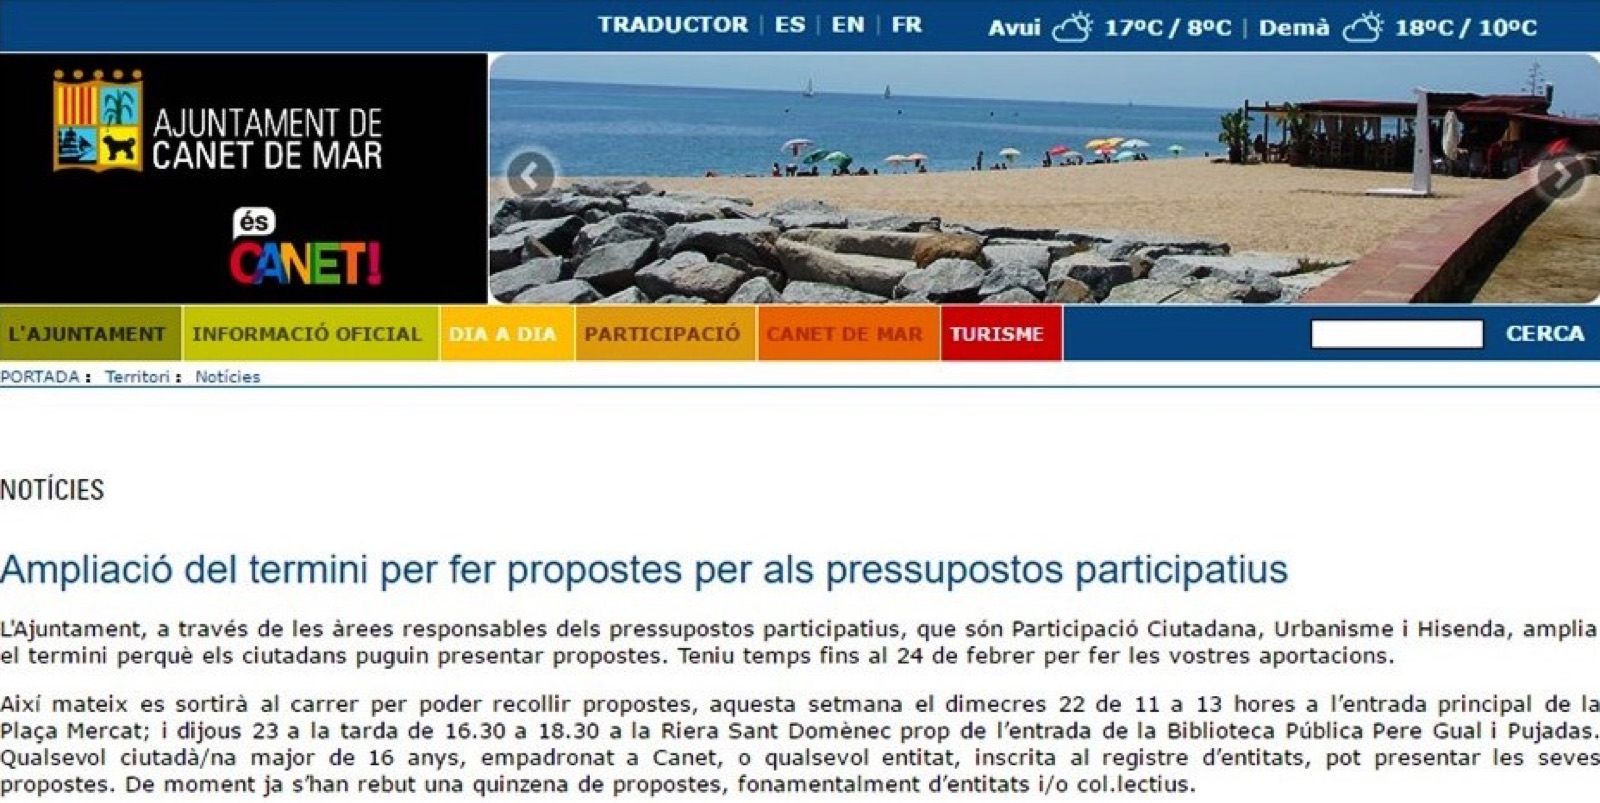 TRADUCTOR | ES | EN | FR Avui 17ºC / 8ºC | Demà 18ºC / 10ºC
AJUNTAMENT DE
CANET DE MAR
és
CANET!
L'AJUNTAMENT INFORMACIÓ OFICIAL DIA A DIA PARTICIPACIÓ CANET DE MAR TURISME CERCA
PORTADA : Territori : Notícies
NOTÍCIES
Ampliació del termini per fer propostes per als pressupostos participatius
L'Ajuntament, a través de les àrees responsables dels pressupostos participatius, que són Participació Ciutadana, Urbanisme i Hisenda, amplia
el termini perquè els ciutadans puguin presentar propostes. Teniu temps fins al 24 de febrer per fer les vostres aportacions.
Així mateix es sortirà al carrer per poder recollir propostes, aquesta setmana el dimecres 22 de 11 a 13 hores a l’entrada principal de la
Plaça Mercat; i dijous 23 a la tarda de 16.30 a 18.30 a la Riera Sant Domènec prop de l’entrada de la Biblioteca Pública Pere Gual i Pujadas.
Qualsevol ciutadà/na major de 16 anys, empadronat a Canet, o qualsevol entitat, inscrita al registre d’entitats, pot presentar les seves
propostes. De moment ja s’han rebut una quinzena de propostes, fonamentalment d’entitats i/o col.lectius.